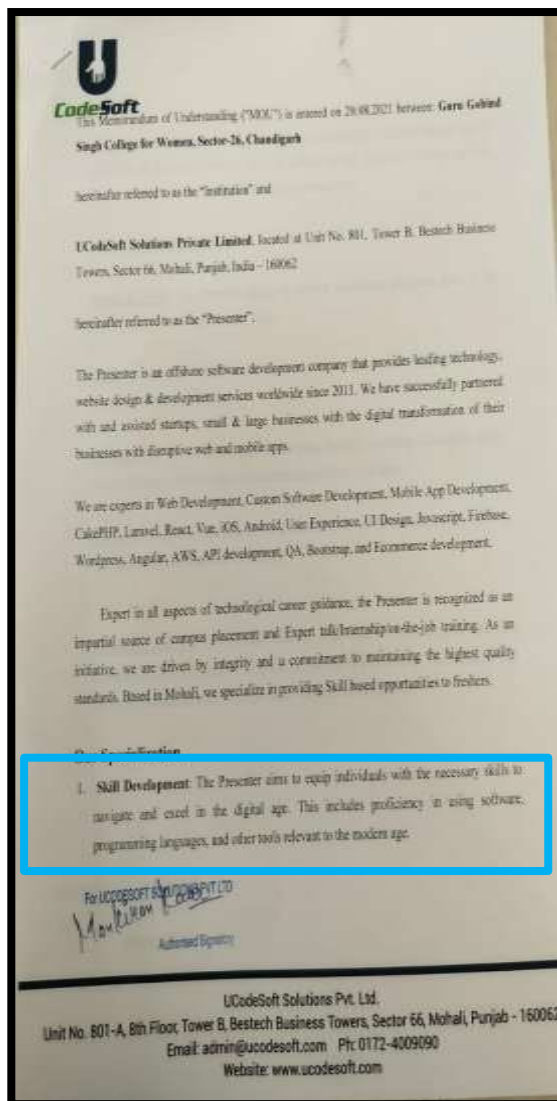 U
CodeSoft
This Memorandum of Understanding ("MOU") is entered on 28.08.2021 between: Guru Gobind
Singh College for Women, Sector-26, Chandigarh
hereinafter referred to as the "Institution" and
UCodeSoft Solutions Private Limited, located at Unit No. 801, Tower B, Bestech Business
Towers, Sector 66, Mohali, Punjab, India – 160062
hereinafter referred to as the "Presenter".
The Presenter is an offshore software development company that provides leading technology,
website design & development services worldwide since 2013. We have successfully partnered
with and assisted startups, small & large businesses with the digital transformation of their
businesses with disruptive web and mobile apps.
We are experts in Web Development, Custom Software Development, Mobile App Development,
CakePHP, Laravel, React, Vue, iOS, Android, User Experience, UI Design, Javascript, Firebase,
Wordpress, Angular, AWS, API development, QA, Bootstrap, and Ecommerce development.
Expert in all aspects of technological career guidance, the Presenter is recognized as an
impartial source of campus placement and Expert talk/Internship/on-the-job training. As an
initiative, we are driven by integrity and a commitment to maintaining the highest quality
standards. Based in Mohali, we specialize in providing Skill based opportunities to freshers.
Our Specialization
1. Skill Development: The Presenter aims to equip individuals with the necessary skills to
navigate and excel in the digital age. This includes proficiency in using software,
programming languages, and other tools relevant to the modern age.
For UCODESOFT SOLUTIONS PVT LTD
Authorised Signatory
UCodeSoft Solutions Pvt. Ltd.
Unit No. 801-A, 8th Floor, Tower B, Bestech Business Towers, Sector 66, Mohali, Punjab - 160062
Email: admin@ucodesoft.com Ph: 0172-4009090
Website: www.ucodesoft.com